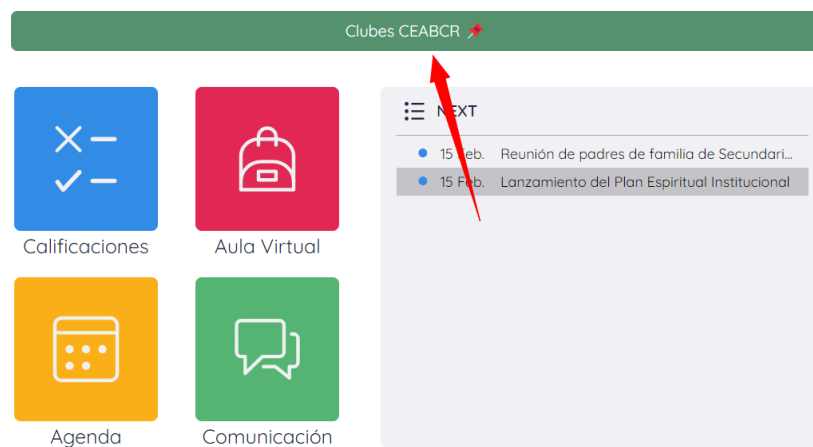 Clubes CEABCR 📌
NEXT
15 Feb. Reunión de padres de familia de Secundari...
15 Feb. Lanzamiento del Plan Espiritual Institucional
Calificaciones
Aula Virtual
Agenda
Comunicación